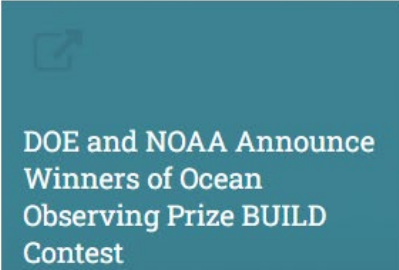 DOE and NOAA Announce
Winners of Ocean
Observing Prize BUILD
Contest